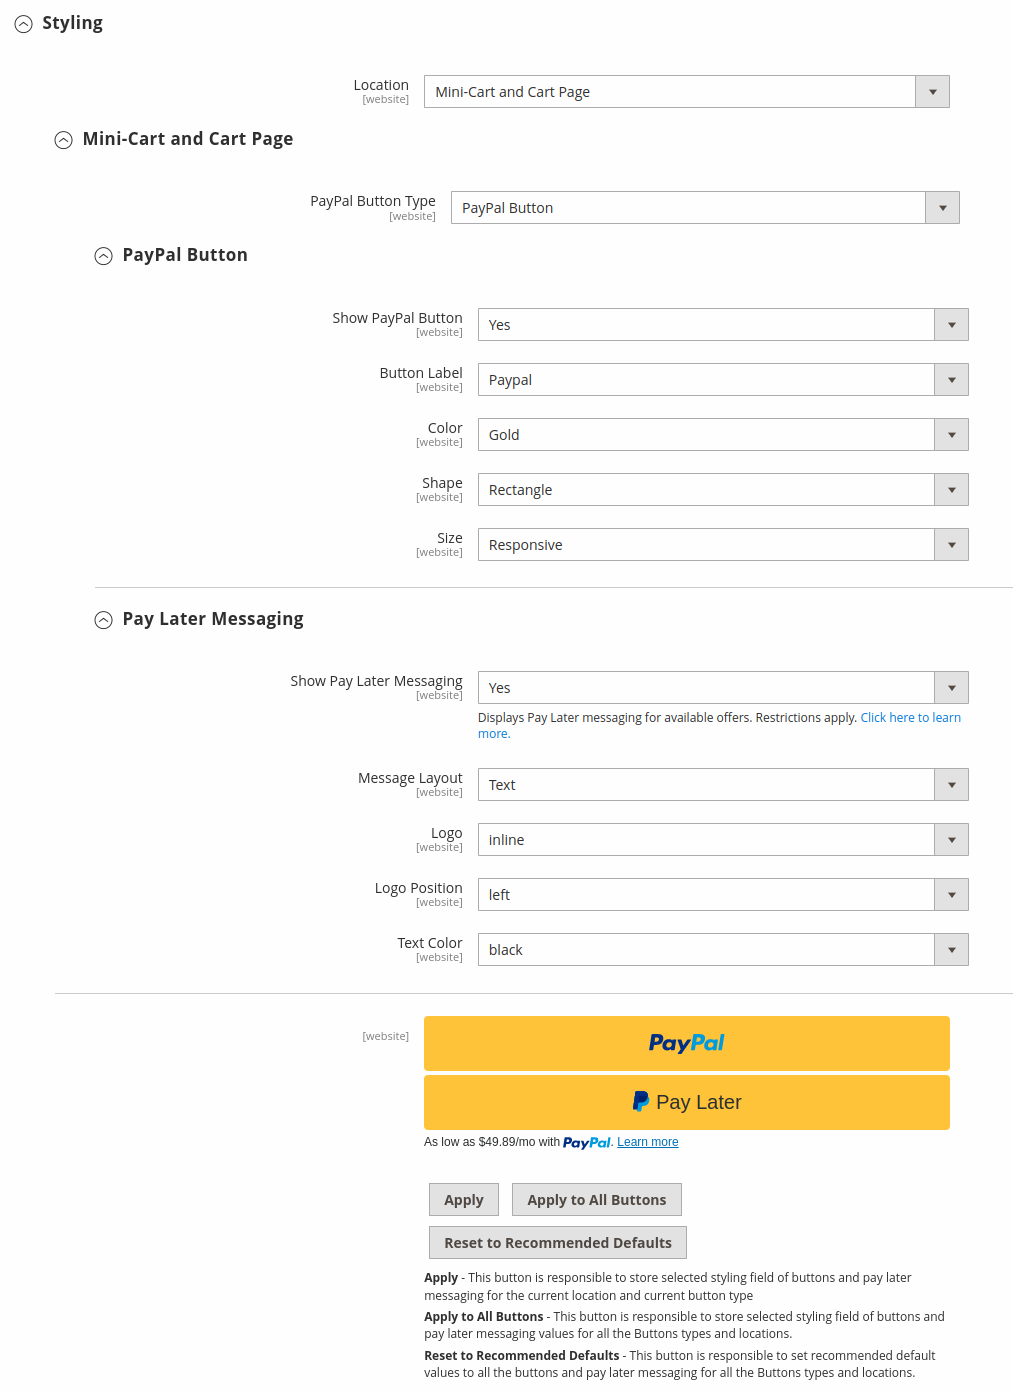 Styling
Location
[website]
Mini-Cart and Cart Page
Mini-Cart and Cart Page
PayPal Button Type
[website]
PayPal Button
PayPal Button
Show PayPal Button
[website]
Yes
Button Label
[website]
Paypal
Color
[website]
Gold
Shape
[website]
Rectangle
Size
[website]
Responsive
Pay Later Messaging
Show Pay Later Messaging
[website]
Yes
Displays Pay Later messaging for available offers. Restrictions apply. Click here to learn
more.
Message Layout
[website]
Text
Logo
[website]
inline
Logo Position
[website]
left
Text Color
[website]
black
[website]
PayPal
Pay Later
As low as $49.89/mo with PayPal. Learn more
Apply
Apply to All Buttons
Reset to Recommended Defaults
Apply - This button is responsible to store selected styling field of buttons and pay later
messaging for the current location and current button type
Apply to All Buttons - This button is responsible to store selected styling field of buttons and
pay later messaging values for all the Buttons types and locations.
Reset to Recommended Defaults - This button is responsible to set recommended default
values to all the buttons and pay later messaging for all the Buttons types and locations.